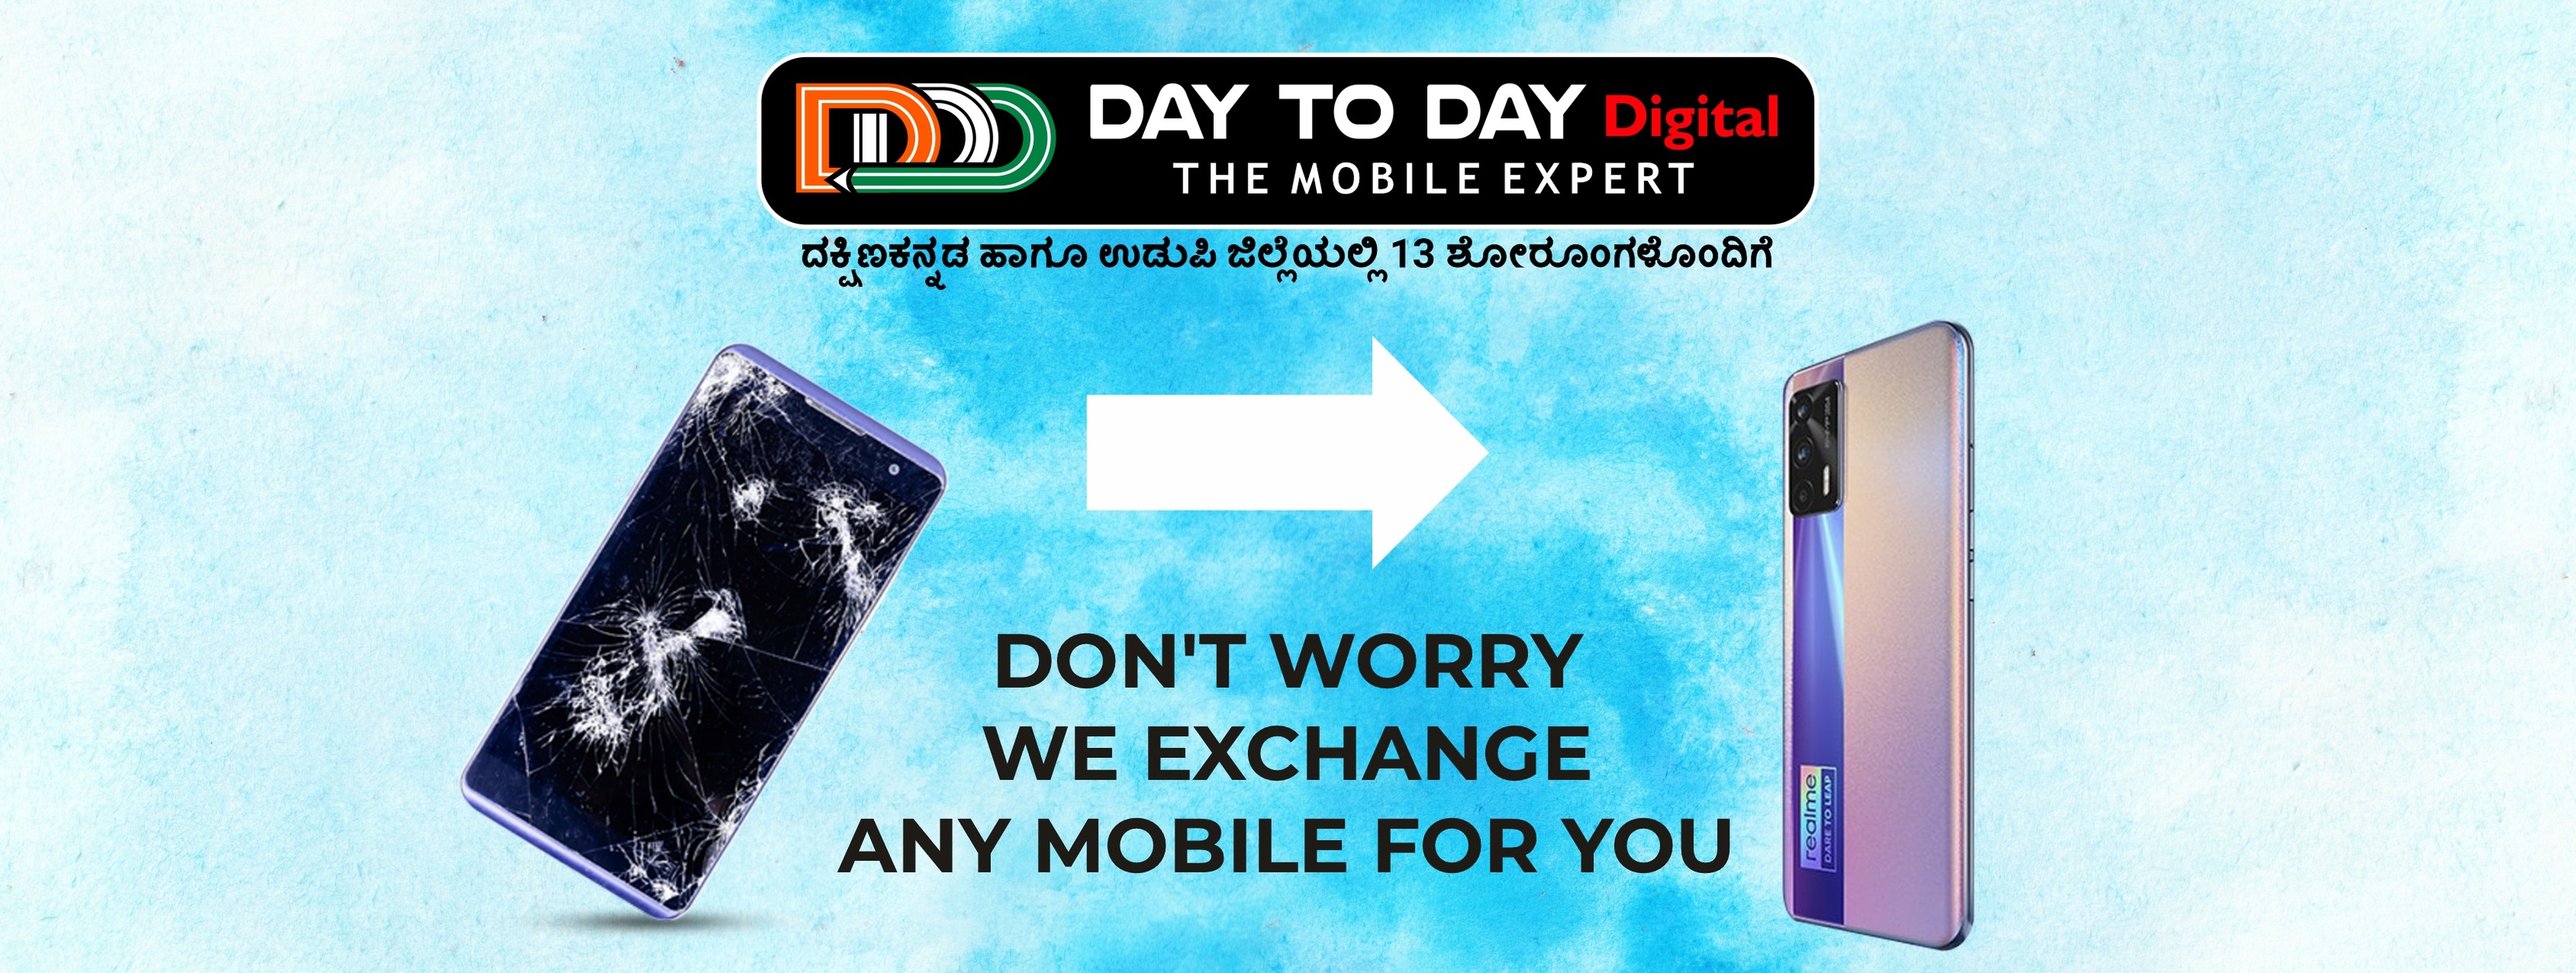 DAY TO DAY Digital
THE MOBILE EXPERT
ದಕ್ಷಿಣಕನ್ನಡ ಹಾಗೂ ಉಡುಪಿ ಜಿಲ್ಲೆಯಲ್ಲಿ 13 ಶೋರೂಂಗಳೊಂದಿಗೆ
DON'T WORRY
WE EXCHANGE
ANY MOBILE FOR YOU
realme
DARE TO LEAP